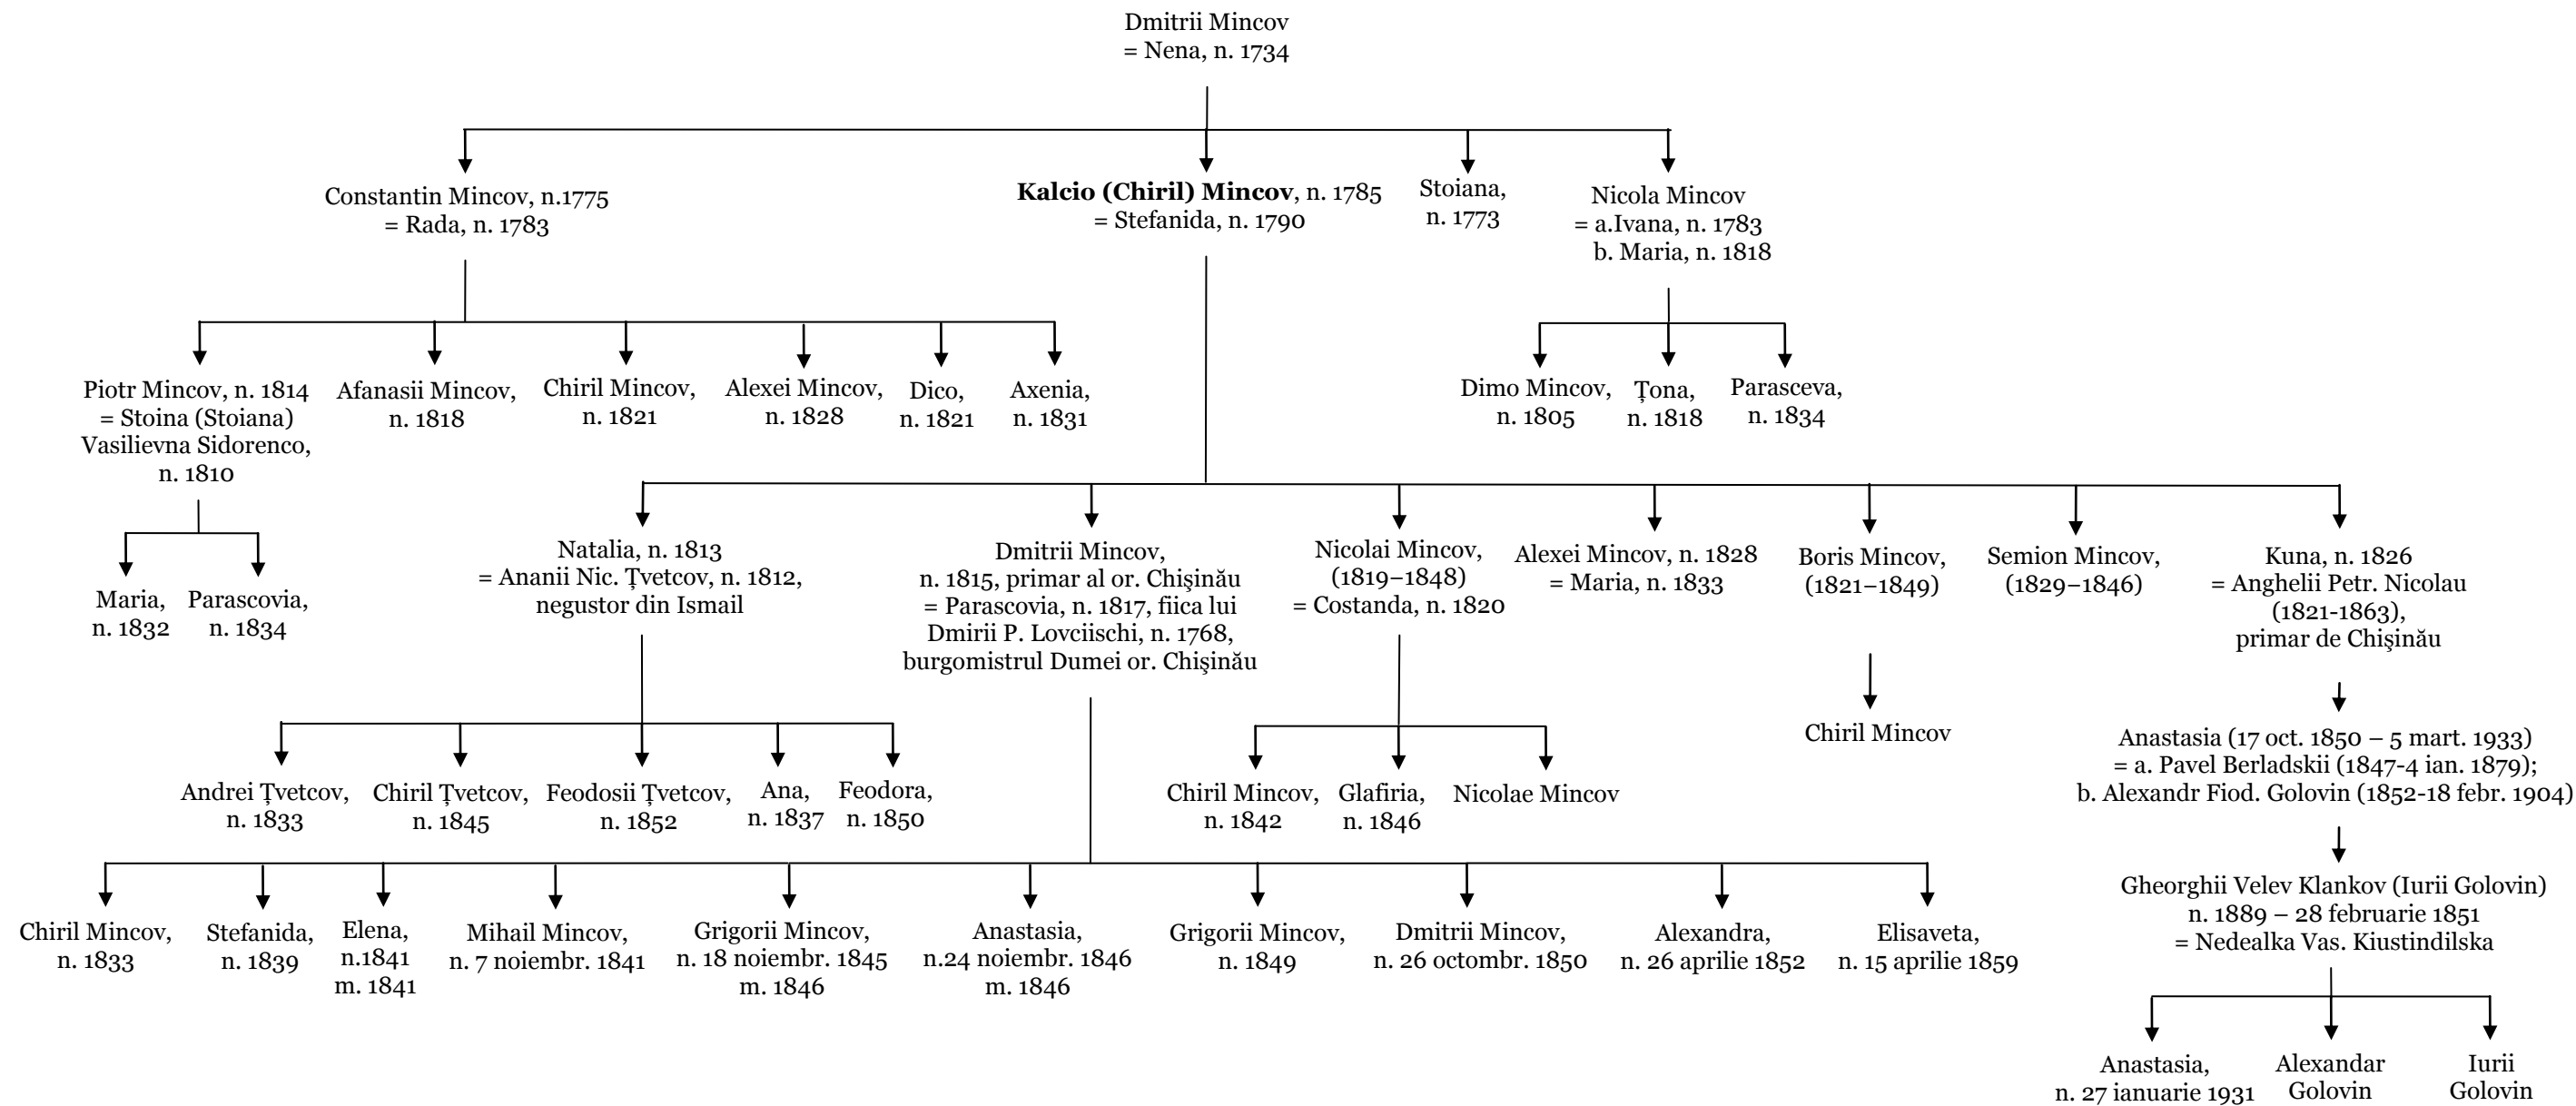 Dmitrii Mincov
= Nena, n. 1734
Constantin Mincov, n.1775
= Rada, n. 1783
Kalcio (Chiril) Mincov, n. 1785
= Stefanida, n. 1790
Stoiana,
n. 1773
Nicola Mincov
= a.Ivana, n. 1783
b. Maria, n. 1818
Piotr Mincov, n. 1814
= Stoina (Stoiana)
Vasilievna Sidorenco,
n. 1810
Afanasii Mincov,
n. 1818
Chiril Mincov,
n. 1821
Alexei Mincov,
n. 1828
Dico,
n. 1821
Axenia,
n. 1831
Dimo Mincov,
n. 1805
Țona,
n. 1818
Parasceva,
n. 1834
Maria,
n. 1832
Parascovia,
n. 1834
Natalia, n. 1813
= Ananii Nic. Țvetcov, n. 1812,
negustor din Ismail
Dmitrii Mincov,
n. 1815, primar al or. Chişinău
= Parascovia, n. 1817, fiica lui
Dmirii P. Lovciischi, n. 1768,
burgomistrul Dumei or. Chişinău
Nicolai Mincov,
(1819–1848)
= Costanda, n. 1820
Alexei Mincov, n. 1828
= Maria, n. 1833
Boris Mincov,
(1821–1849)
Semion Mincov,
(1829–1846)
Kuna, n. 1826
= Anghelii Petr. Nicolau
(1821-1863),
primar de Chişinău
Andrei Țvetcov,
n. 1833
Chiril Țvetcov,
n. 1845
Feodosii Țvetcov,
n. 1852
Ana,
n. 1837
Feodora,
n. 1850
Chiril Mincov,
n. 1842
Glafiria,
n. 1846
Nicolae Mincov
Chiril Mincov
Anastasia (17 oct. 1850 – 5 mart. 1933)
= a. Pavel Berladskii (1847-4 ian. 1879);
b. Alexandr Fiod. Golovin (1852-18 febr. 1904)
Chiril Mincov,
n. 1833
Stefanida,
n. 1839
Elena,
n.1841
m. 1841
Mihail Mincov,
n. 7 noiembr. 1841
Grigorii Mincov,
n. 18 noiembr. 1845
m. 1846
Anastasia,
n.24 noiembr. 1846
m. 1846
Grigorii Mincov,
n. 1849
Dmitrii Mincov,
n. 26 octombr. 1850
Alexandra,
n. 26 aprilie 1852
Elisaveta,
n. 15 aprilie 1859
Gheorghii Velev Klankov (Iurii Golovin)
n. 1889 – 28 februarie 1851
= Nedealka Vas. Kiustindilska
Anastasia,
n. 27 ianuarie 1931
Alexandar
Golovin
Iurii
Golovin